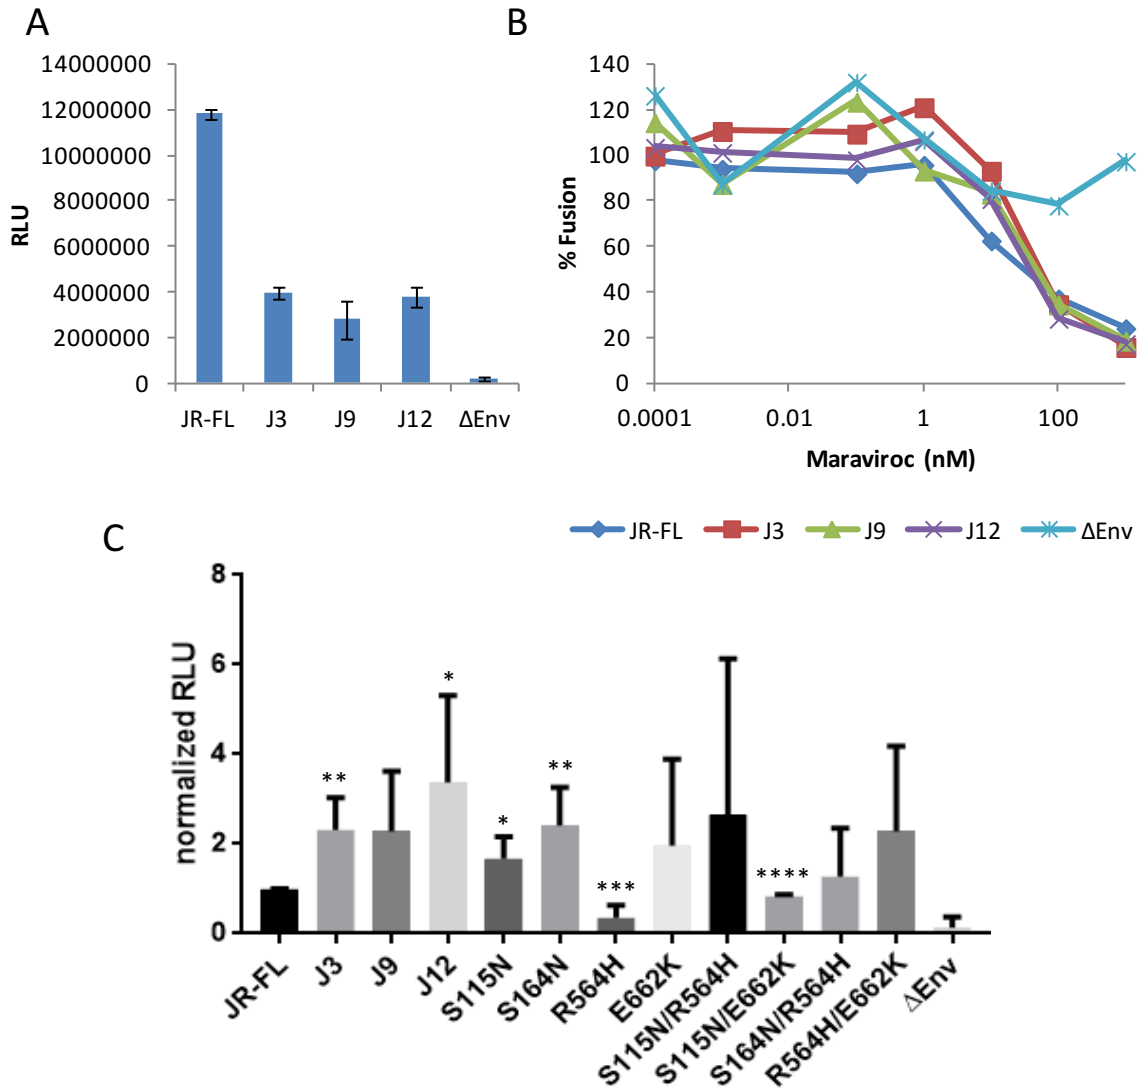 A
RLU
14000000
12000000
10000000
8000000
6000000
4000000
2000000
0
JR-FL J3 J9 J12 ΔEnv
B
% Fusion
140
120
100
80
60
40
20
0
0.0001 0.01 1 100
Maraviroc (nM)
JR-FL J3 J9 J12 ΔEnv
C
normalized RLU
8
6
4
2
0
** * * ** *** ****
JR-FL
J3
J9
J12
S115N
S164N
R564H
E662K
S115N/R564H
S115N/E662K
S164N/R564H
R564H/E662K
ΔEnv